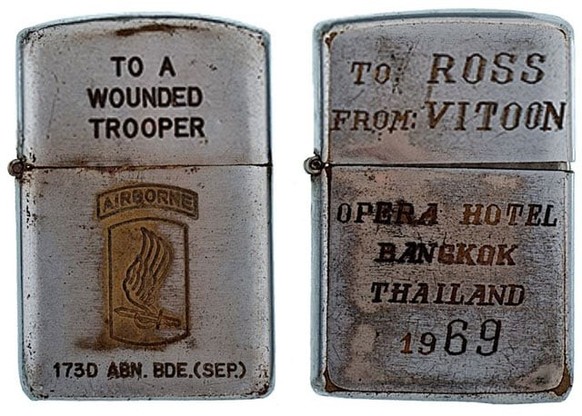 TO A
WOUNDED
TROOPER
AIRBORNE
173D ABN. BDE. (SEP.)
TO ROSS
FROM: VITOON
OPERA HOTEL
BANGKOK
THAILAND
1969